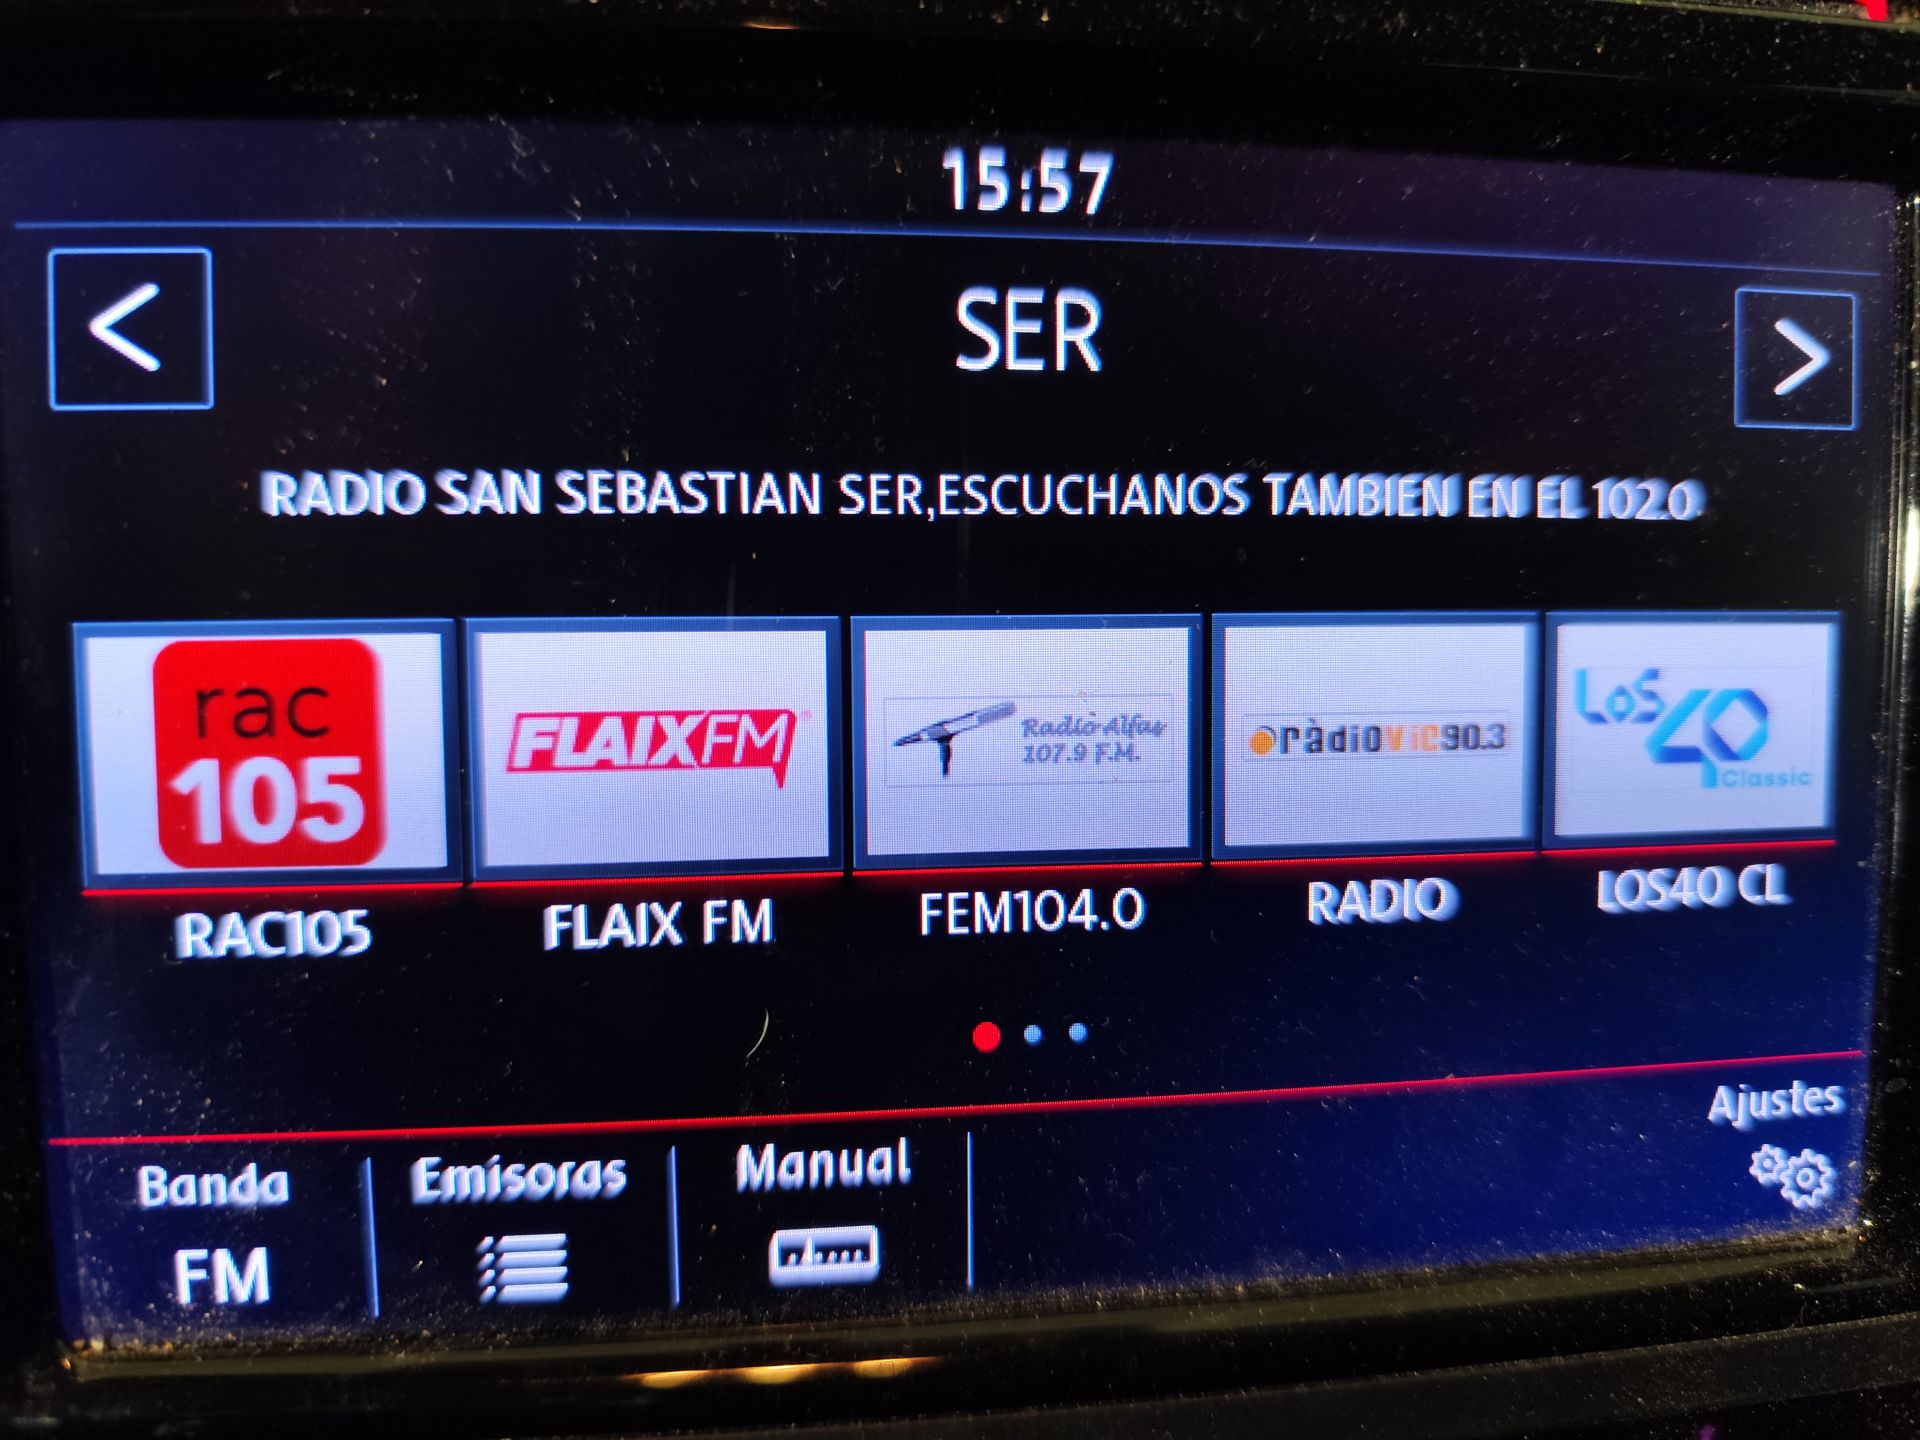 15:57
SER
RADIO SAN SEBASTIAN SER,ESCUCHANOS TAMBIEN EN EL 102.0
rac
105
FLAIXFM
Radio Alfas
107.9 F.M.
ràdioVIC90.3
LOS
40
Classic
RAC105
FLAIX FM
FEM104.0
RADIO
LOS40 CL
Ajustes
Banda
Emisoras
Manual
FM